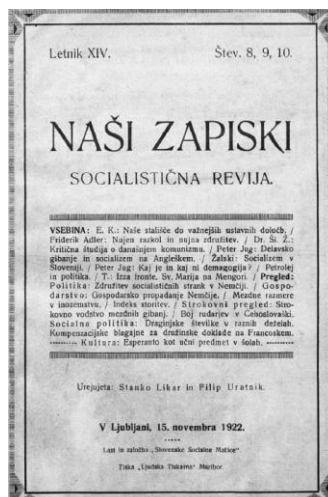 Letnik XIV. Štev. 8, 9, 10.
NAŠI ZAPISKI
SOCIALISTIČNA REVIJA.
VSEBINA: E. K.: Naše stališče do važnejših ustavnih določb. /
Friderik Adler: Nujen razkol in nujna združitev. / Dr. Ši. Ž.:
Kritična študija o današnjem komunizmu. / Peter Jug: Delavsko
gibanje in socializem na Angleškem. / Žalski: Socializem v
Sloveniji. / Peter Jug: Kaj je in kaj ni demagogija? / Petrolej
in politika. / T.: Izza fronte. Sv. Marija na Mengori. / Pregled:
Politika: Združitev socialističnih strank v Nemčiji. / Gospo-
darstvo: Gospodarsko propadanje Nemčije. / Mezdne razmere
v inozemstvu. / Indeks storitev. / Strokovni pregled: Stro-
kovno vodstvo mezdnih gibanj. / Boj rudarjev v Čehoslovaški.
Socialna politika: Draginjske številke v raznih deželah.
Kompenzacijske blagajne za družinske doklade na Francoskem.
Kultura: Esperanto kot učni predmet v šolah.
Urejujeta: Stanko Likar in Filip Uratnik.
V Ljubljani, 15. novembra 1922.
Last in založba „Slovenske Socialne Matice“.
Tiska „Ljudska Tiskarna“ Maribor.